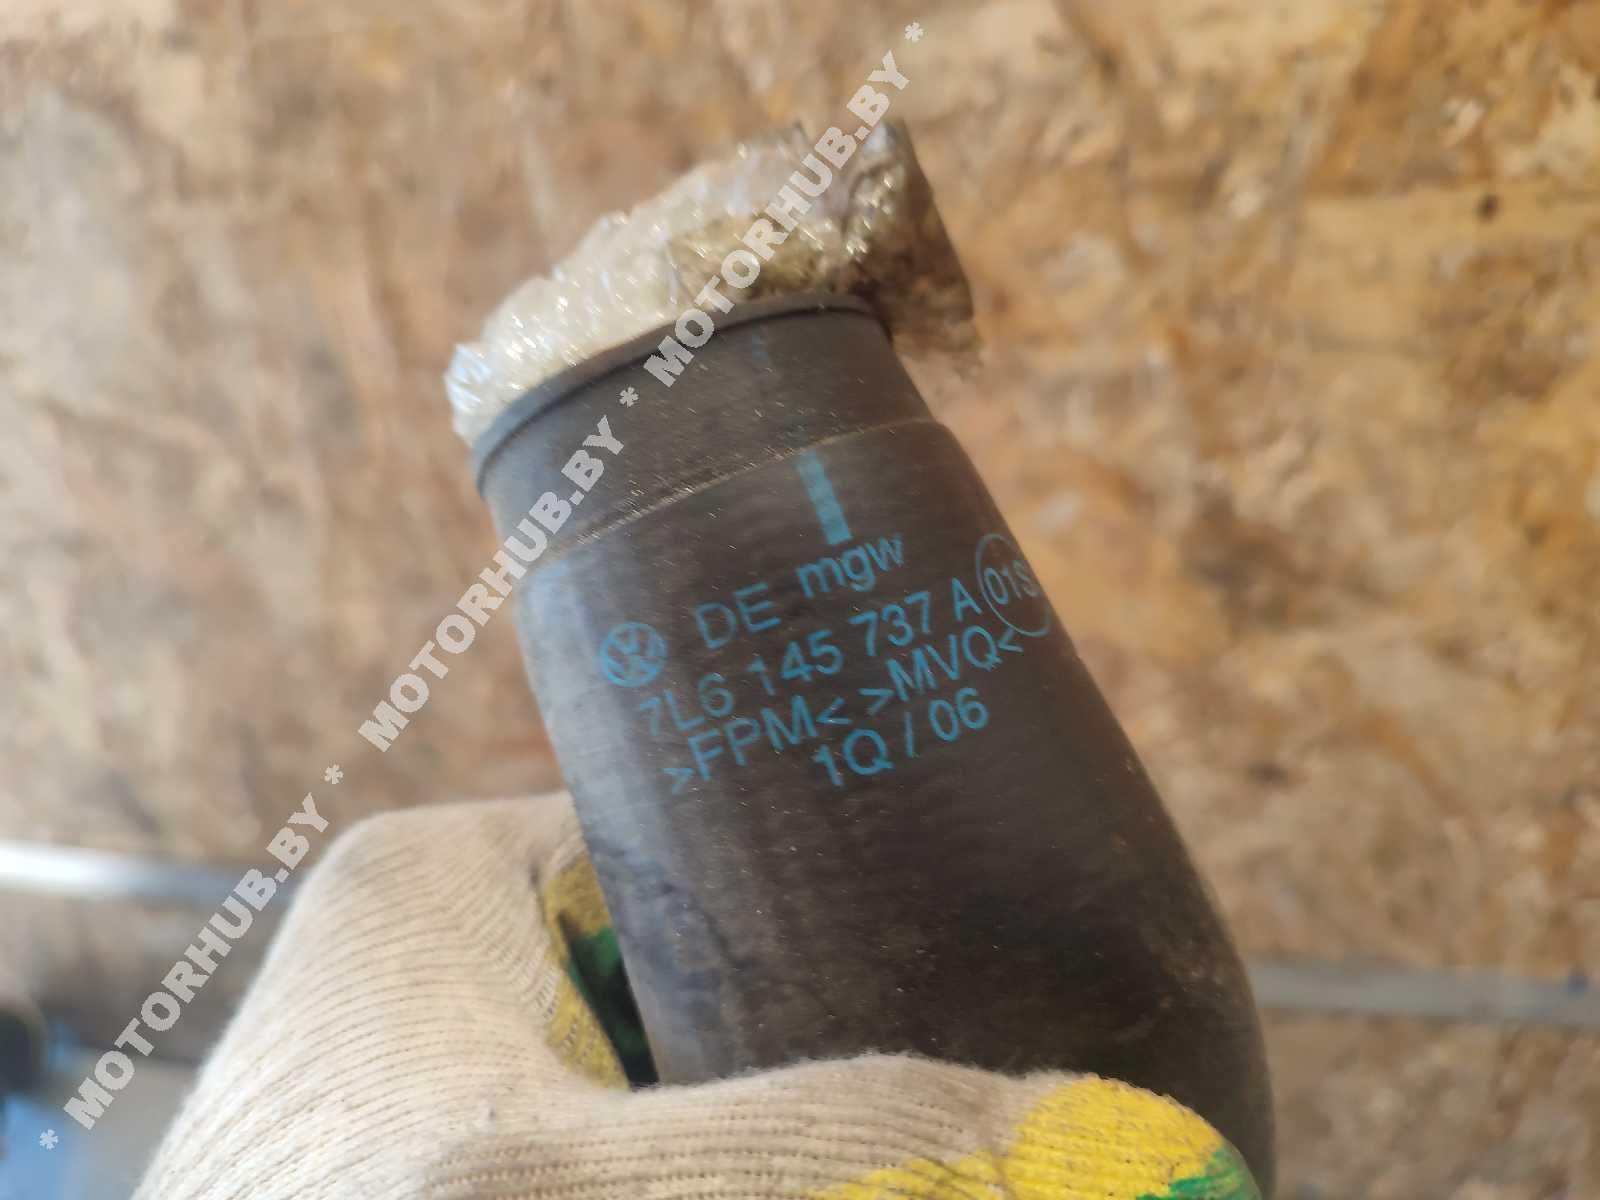 DE mgw
7L6 145 737 A 01S
>FPM< >MVQ<
1Q / 06
* MOTORHUB.BY * MOTORHUB.BY * MOTORHUB.BY * MOTORHUB.BY *